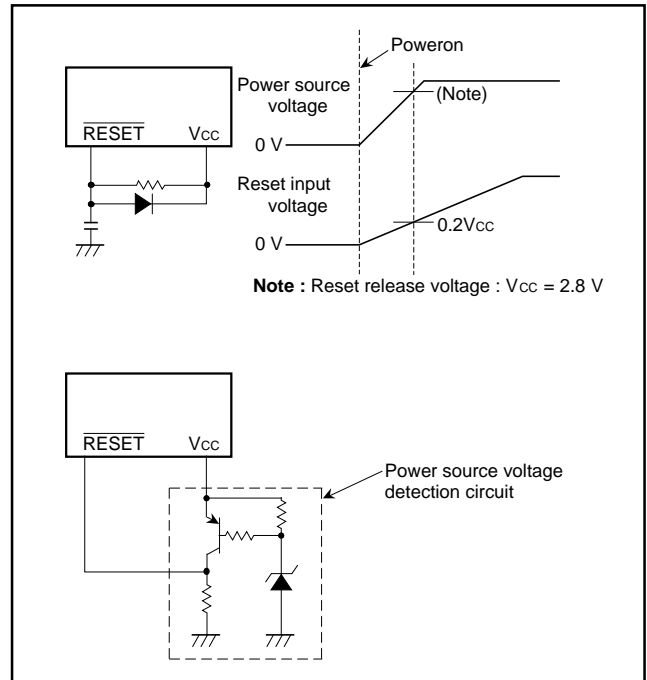 Poweron
Power source
voltage
(Note)
RESET Vcc
0 V
Reset input
voltage
0.2Vcc
0 V
Note : Reset release voltage : Vcc = 2.8 V
RESET Vcc
Power source voltage
detection circuit